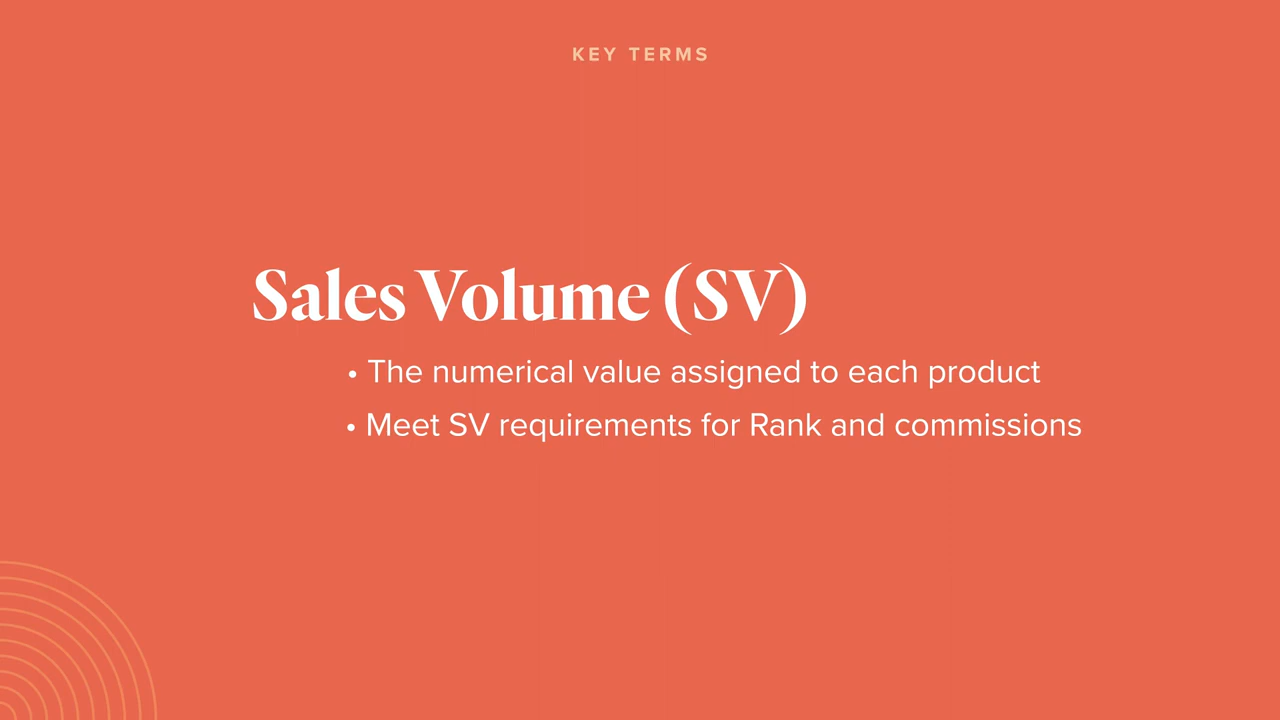 KEY TERMS
Sales Volume (SV)
• The numerical value assigned to each product
• Meet SV requirements for Rank and commissions